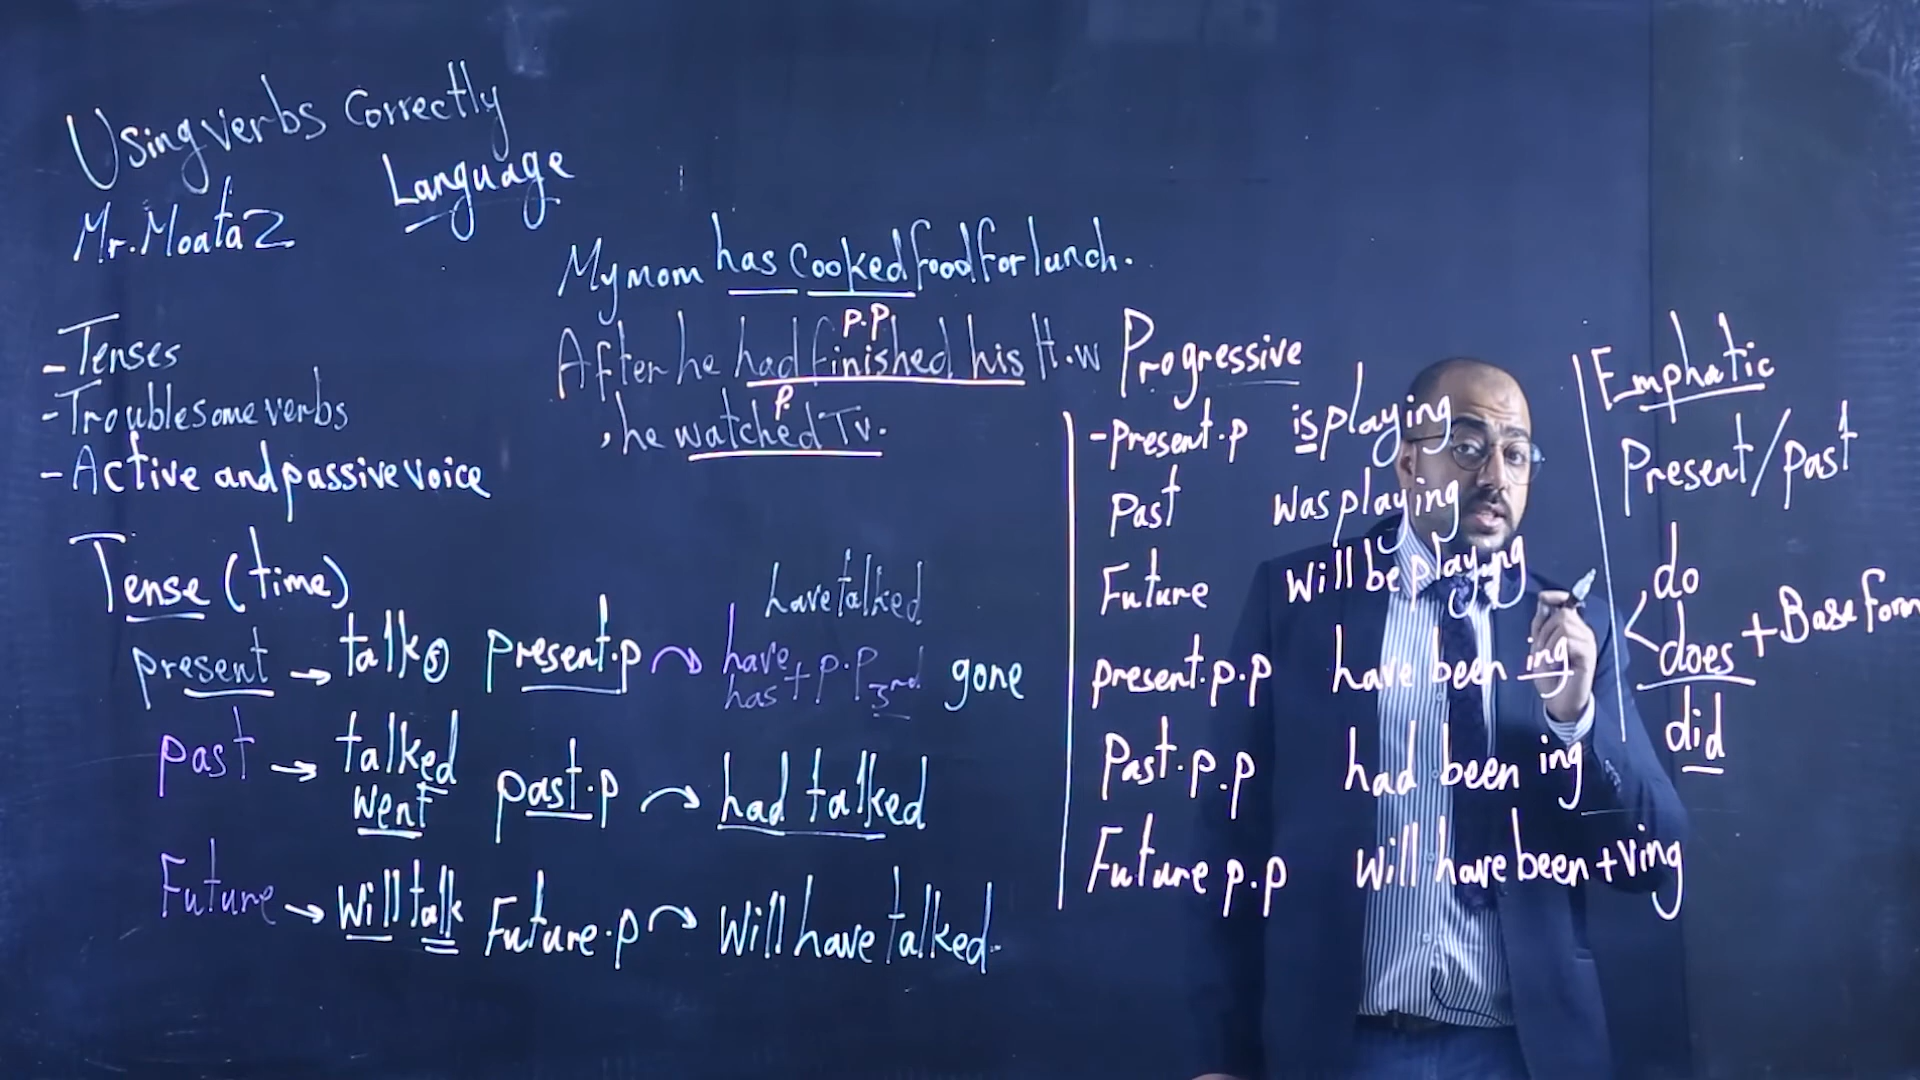 Using verbs Correctly
Language
Mr. Moataz
- Tenses
- Troublesome verbs
- Active and passive voice
My mom has Cooked food for lunch.
P.P
After he had finished his H.w
P.
, he watched Tv.
Tense (time)
present → talk(s)
past → talked
went
Future → will talk
present.p have + p.p 3rd
has
have talked
gone
past.p had talked
Future.p will have talked.
Progressive
- present.p is playing
Past was playing
Future will be playing
present.p.p have been ing
Past.p.p had been ing
Future p.p will have been + ving
Emphatic
Present/past
do
does + Base form
did